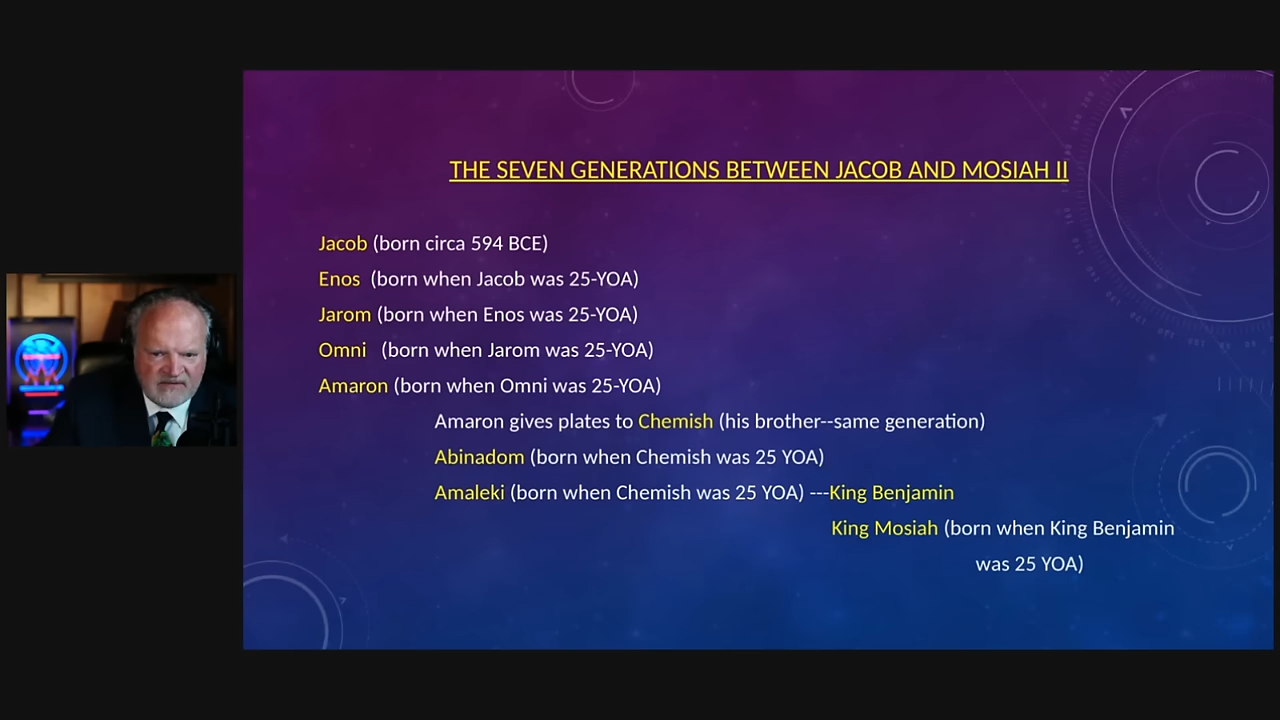 THE SEVEN GENERATIONS BETWEEN JACOB AND MOSIAH II
Jacob (born circa 594 BCE)
Enos (born when Jacob was 25-YOA)
Jarom (born when Enos was 25-YOA)
Omni (born when Jarom was 25-YOA)
Amaron (born when Omni was 25-YOA)
Amaron gives plates to Chemish (his brother--same generation)
Abinadom (born when Chemish was 25 YOA)
Amaleki (born when Chemish was 25 YOA) ---King Benjamin
King Mosiah (born when King Benjamin
was 25 YOA)